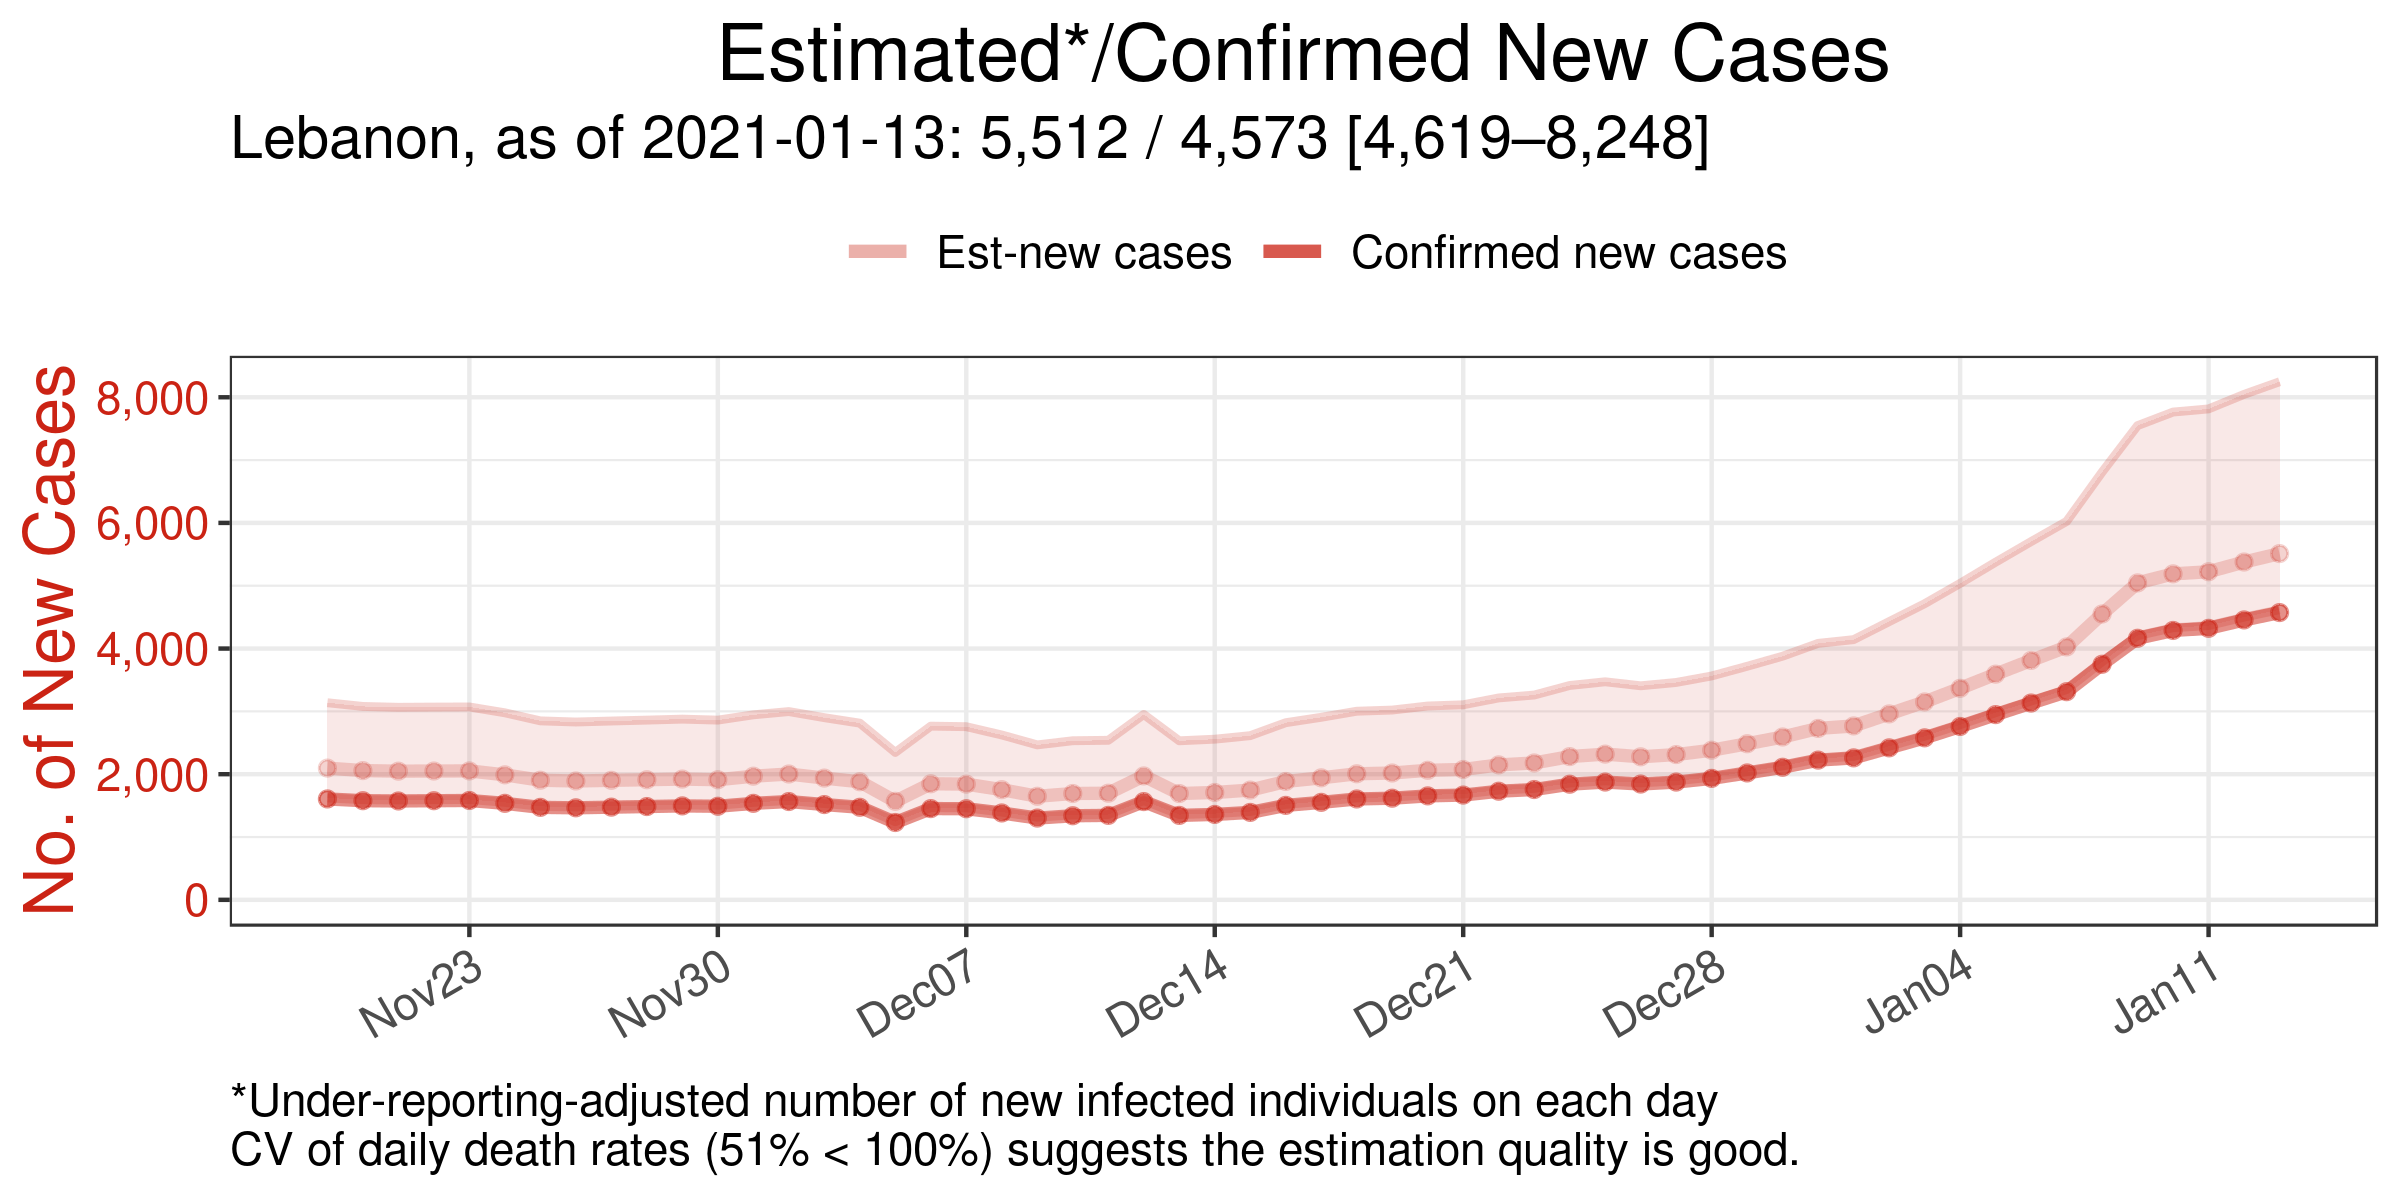 Estimated*/Confirmed New Cases
Lebanon, as of 2021-01-13: 5,512 / 4,573 [4,619–8,248]
Est-new cases
Confirmed new cases
No. of New Cases
8,000
6,000
4,000
2,000
0
Nov23
Nov30
Dec07
Dec14
Dec21
Dec28
Jan04
Jan11
*Under-reporting-adjusted number of new infected individuals on each day
CV of daily death rates (51% < 100%) suggests the estimation quality is good.